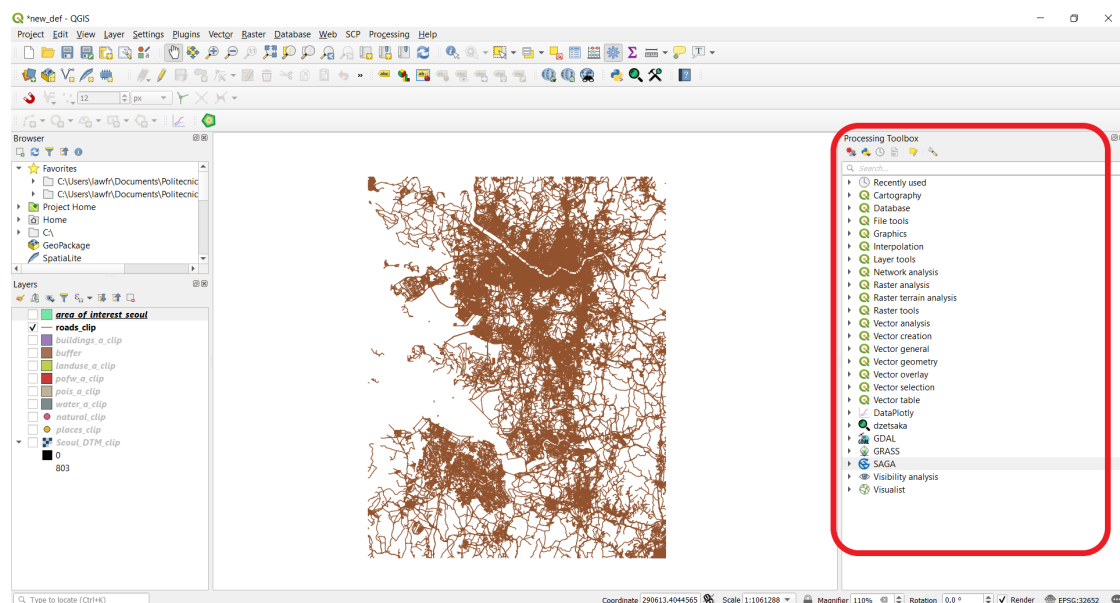 *new_def - QGIS
Project Edit View Layer Settings Plugins Vector Raster Database Web SCP Processing Help
12 px
Browser
Favorites
C:\Users\lawfr\Documents\Politecnic
C:\Users\lawfr\Documents\Politecnic
Project Home
Home
C:\
GeoPackage
SpatiaLite
Layers
area of interest seoul
roads_clip
buildings_a_clip
buffer
landuse_a_clip
pofw_a_clip
pois_a_clip
water_a_clip
natural_clip
places_clip
Seoul_DTM_clip
0
803
Processing Toolbox
Search...
Recently used
Cartography
Database
File tools
Graphics
Interpolation
Layer tools
Network analysis
Raster analysis
Raster terrain analysis
Raster tools
Vector analysis
Vector creation
Vector general
Vector geometry
Vector overlay
Vector selection
Vector table
DataPlotly
dzetsaka
GDAL
GRASS
SAGA
Visibility analysis
Visualist
Type to locate (Ctrl+K)
Coordinate 290613,4044565 Scale 1:1061288 Magnifier 110% Rotation 0,0 ° Render EPSG:32652